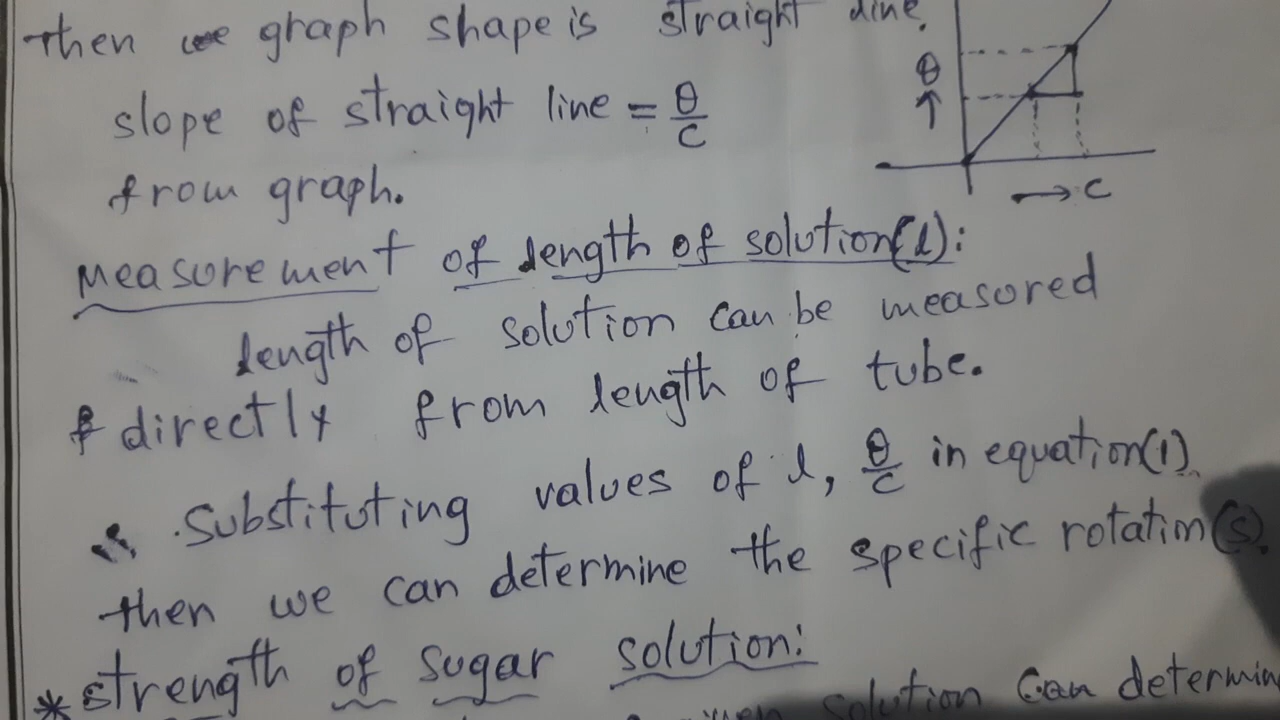 then we graph shape is straight line.
slope of straight line = θ/c
from graph.
θ
↑
→ c
Measurement of length of solution(l):
length of solution can be measured
directly from length of tube.
Substituting values of l, θ/c in equation(1)
then we can determine the specific rotation(s).
* strength of sugar solution:
solution can determin